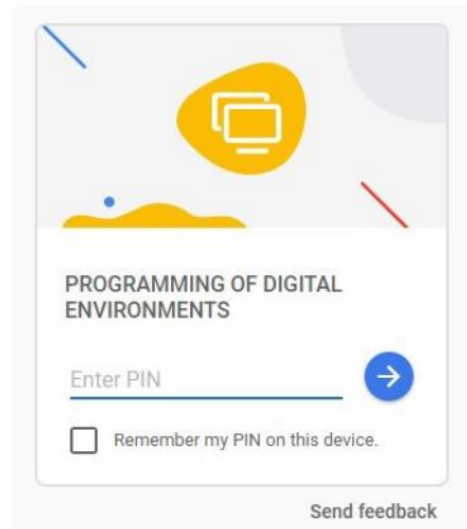 PROGRAMMING OF DIGITAL
ENVIRONMENTS
Enter PIN
Remember my PIN on this device.
Send feedback